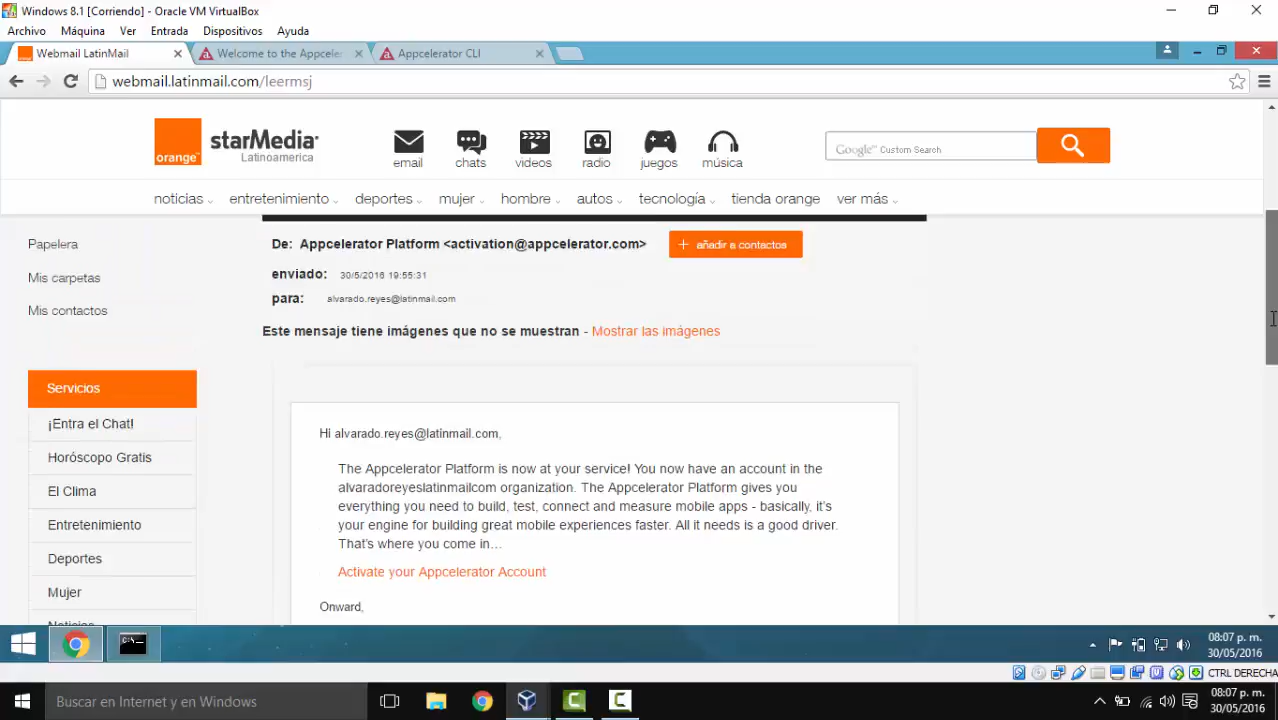 Windows 8.1 [Corriendo] - Oracle VM VirtualBox
Archivo Máquina Ver Entrada Dispositivos Ayuda
Webmail LatinMail Welcome to the Appceler Appcelerator CLI
webmail.latinmail.com/leermsj
orange™ starMedia Latinoamerica
email chats videos radio juegos música
Google™ Custom Search
noticias entretenimiento deportes mujer hombre autos tecnología tienda orange ver más
Papelera
Mis carpetas
Mis contactos
De: Appcelerator Platform <activation@appcelerator.com> + añadir a contactos
enviado: 30/5/2016 19:55:31
para: alvarado.reyes@latinmail.com
Este mensaje tiene imágenes que no se muestran - Mostrar las imágenes
Servicios
¡Entra el Chat!
Horóscopo Gratis
El Clima
Entretenimiento
Deportes
Mujer
Noticias
Hi alvarado.reyes@latinmail.com,
The Appcelerator Platform is now at your service! You now have an account in the
alvaradoreyeslatinmailcom organization. The Appcelerator Platform gives you
everything you need to build, test, connect and measure mobile apps - basically, it's
your engine for building great mobile experiences faster. All it needs is a good driver.
That's where you come in…
Activate your Appcelerator Account
Onward,
08:07 p. m.
30/05/2016
CTRL DERECHA
Buscar en Internet y en Windows
08:07 p. m.
30/05/2016